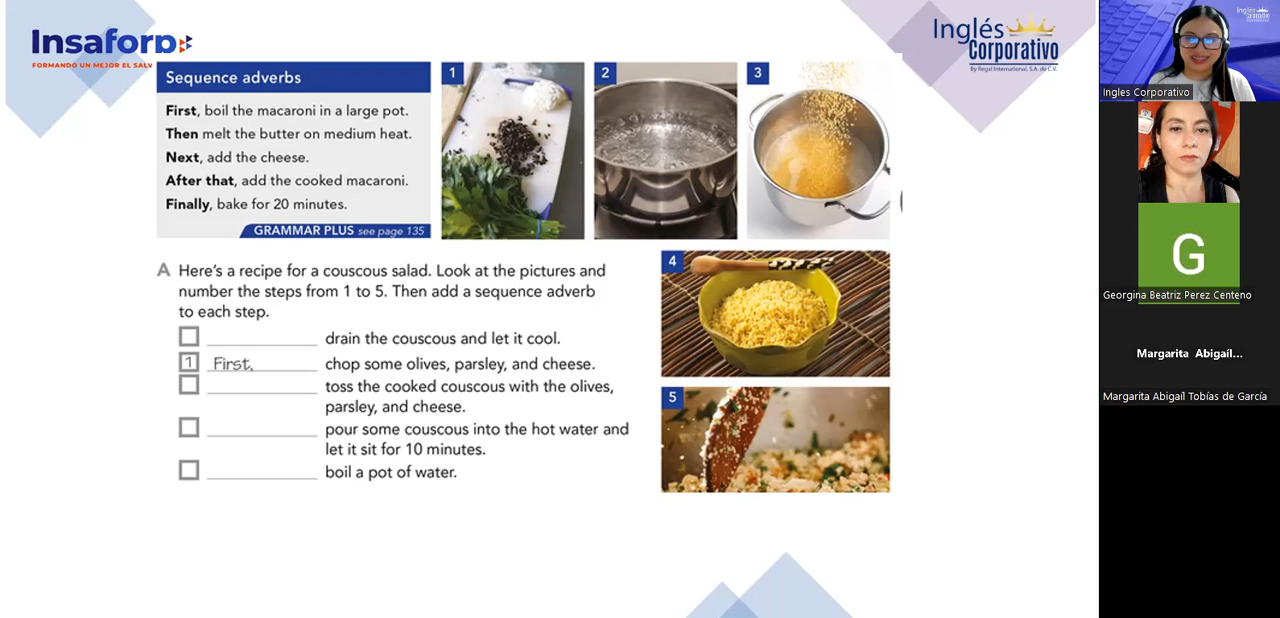 Insaforp
FORMANDO UN MEJOR EL SALV
Inglés
Corporativo
By Regal International, S.A. de C.V.
Sequence adverbs
First, boil the macaroni in a large pot.
Then melt the butter on medium heat.
Next, add the cheese.
After that, add the cooked macaroni.
Finally, bake for 20 minutes.
GRAMMAR PLUS see page 135
1
2
3
4
5
A Here's a recipe for a couscous salad. Look at the pictures and
number the steps from 1 to 5. Then add a sequence adverb
to each step.
drain the couscous and let it cool.
1 First, chop some olives, parsley, and cheese.
toss the cooked couscous with the olives,
parsley, and cheese.
pour some couscous into the hot water and
let it sit for 10 minutes.
boil a pot of water.
Ingles Corporativo
G
Georgina Beatriz Perez Centeno
Margarita Abigaíl...
Margarita Abigaíl Tobías de García